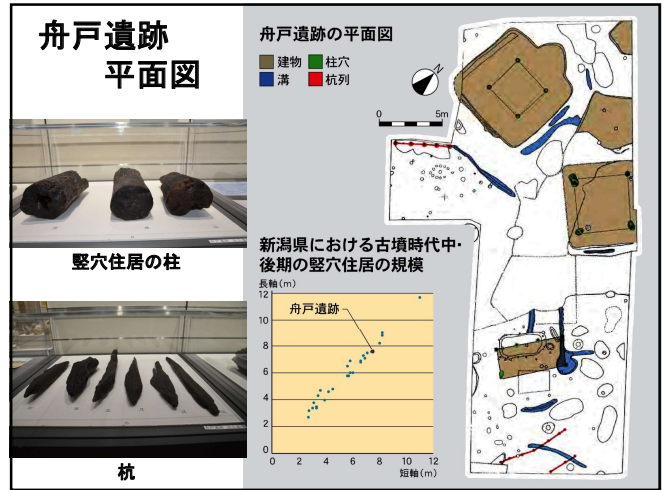 舟戸遺跡
平面図
竪穴住居の柱
杭
舟戸遺跡の平面図
建物
柱穴
溝
杭列
0
5m
新潟県における古墳時代中・
後期の竪穴住居の規模
長軸(m)
12
10
8
6
4
2
0
舟戸遺跡
0
2
4
6
8
10
12
短軸(m)